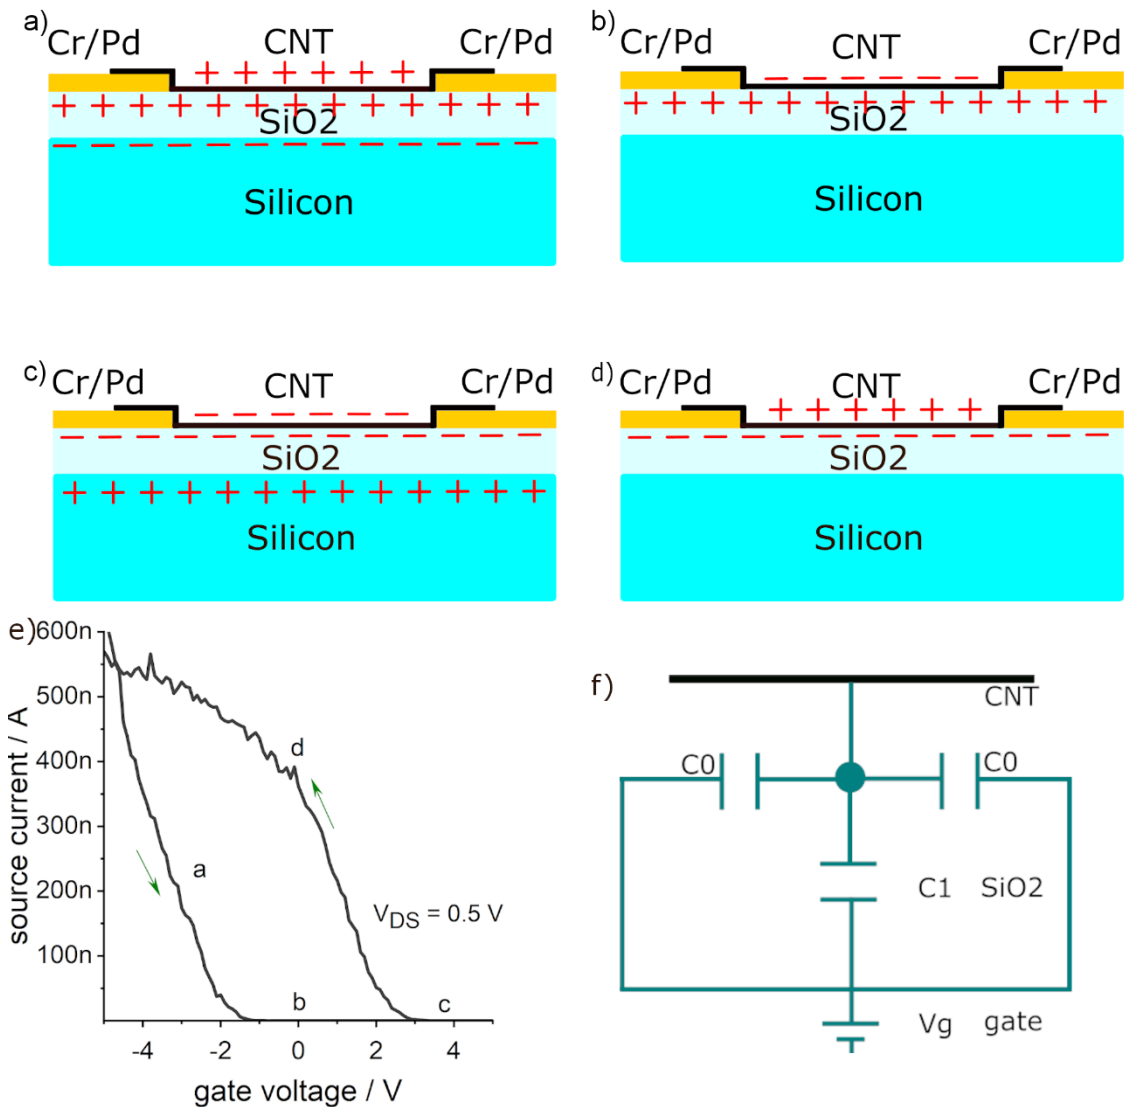 a)
Cr/Pd CNT Cr/Pd
SiO2
Silicon
b)
Cr/Pd CNT Cr/Pd
SiO2
Silicon
c)
Cr/Pd CNT Cr/Pd
SiO2
Silicon
d)
Cr/Pd CNT Cr/Pd
SiO2
Silicon
e)
600n
500n
400n
300n
200n
100n
source current / A
d
a
VDS = 0.5 V
b
c
-4 -2 0 2 4
gate voltage / V
f)
CNT
C0 C0
C1 SiO2
Vg gate